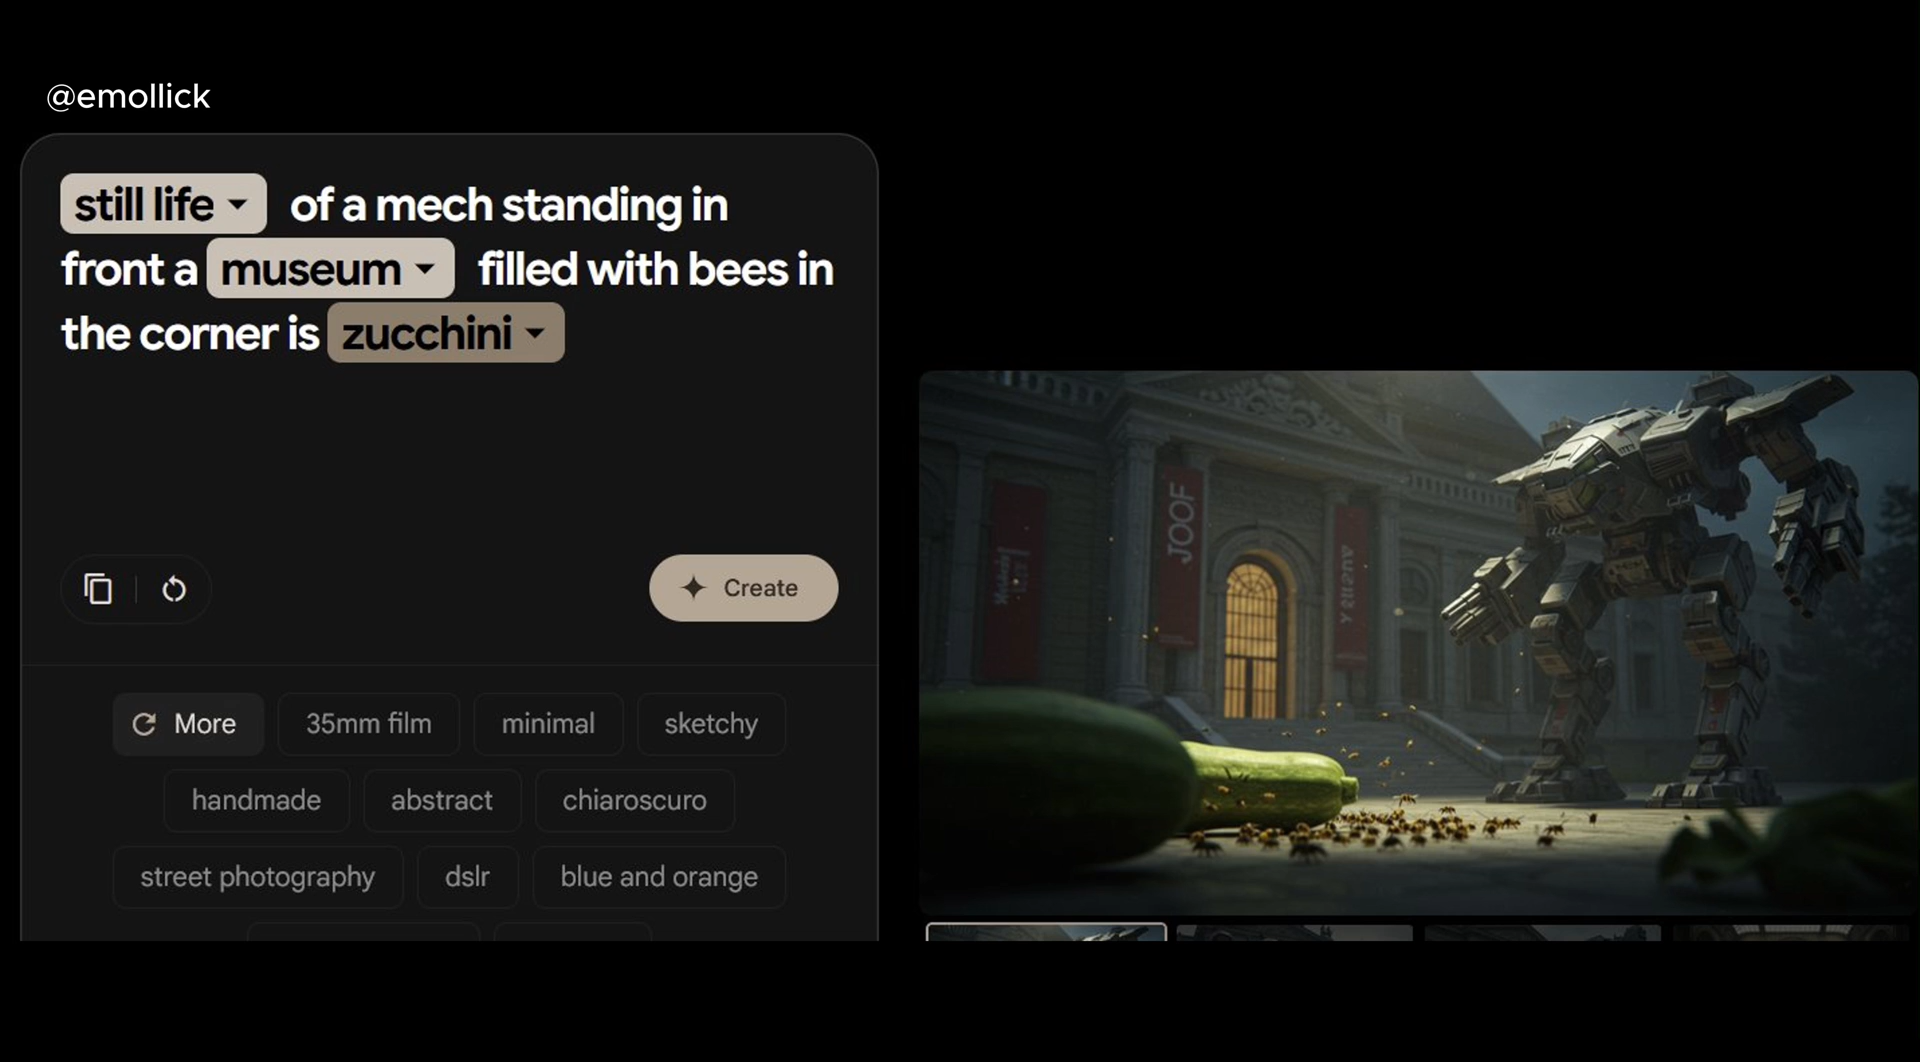 @emollick
still life of a mech standing in
front a museum filled with bees in
the corner is zucchini
Create
More
35mm film
minimal
sketchy
handmade
abstract
chiaroscuro
street photography
dslr
blue and orange
JOOF